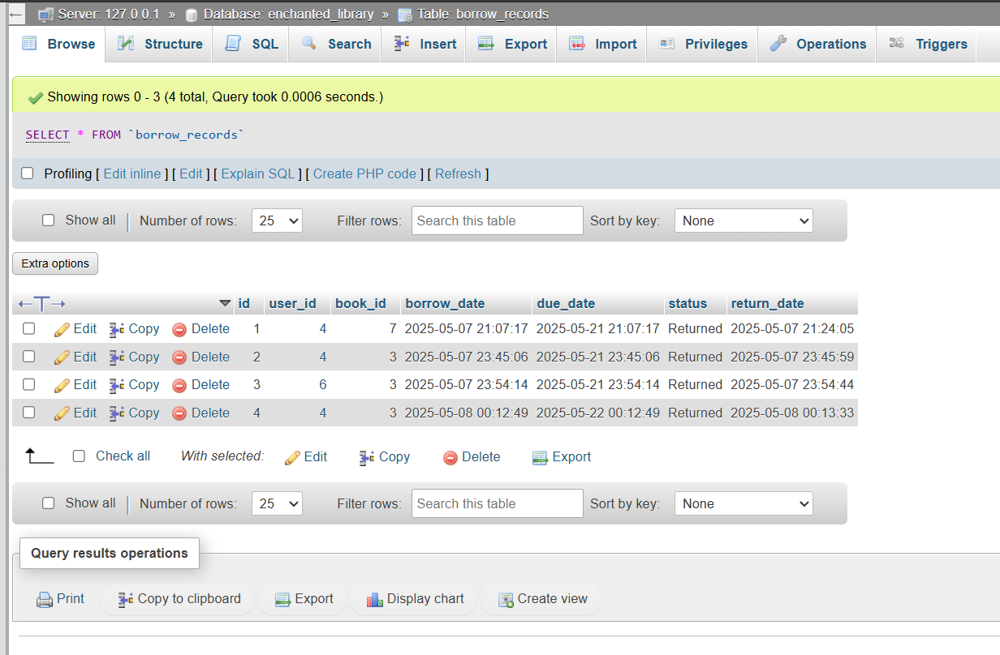 Server: 127.0.0.1 » Database: enchanted_library » Table: borrow_records
Browse Structure SQL Search Insert Export Import Privileges Operations Triggers
Showing rows 0 - 3 (4 total, Query took 0.0006 seconds.)
SELECT * FROM `borrow_records`
Profiling [ Edit inline ] [ Edit ] [ Explain SQL ] [ Create PHP code ] [ Refresh ]
Show all Number of rows: 25 Filter rows: Search this table Sort by key: None
Extra options
←T→ id user_id book_id borrow_date due_date status return_date
Edit Copy Delete 1 4 7 2025-05-07 21:07:17 2025-05-21 21:07:17 Returned 2025-05-07 21:24:05
Edit Copy Delete 2 4 3 2025-05-07 23:45:06 2025-05-21 23:45:06 Returned 2025-05-07 23:45:59
Edit Copy Delete 3 6 3 2025-05-07 23:54:14 2025-05-21 23:54:14 Returned 2025-05-07 23:54:44
Edit Copy Delete 4 4 3 2025-05-08 00:12:49 2025-05-22 00:12:49 Returned 2025-05-08 00:13:33
Check all With selected: Edit Copy Delete Export
Show all Number of rows: 25 Filter rows: Search this table Sort by key: None
Query results operations
Print Copy to clipboard Export Display chart Create view